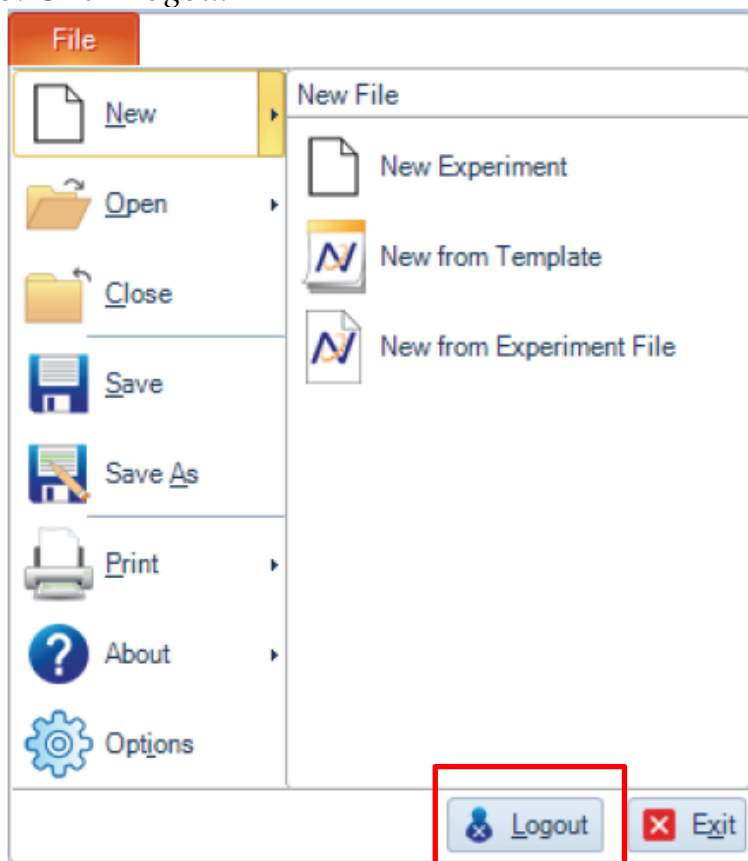 File
New
Open
Close
Save
Save As
Print
About
Options
New File
New Experiment
New from Template
New from Experiment File
Logout
Exit